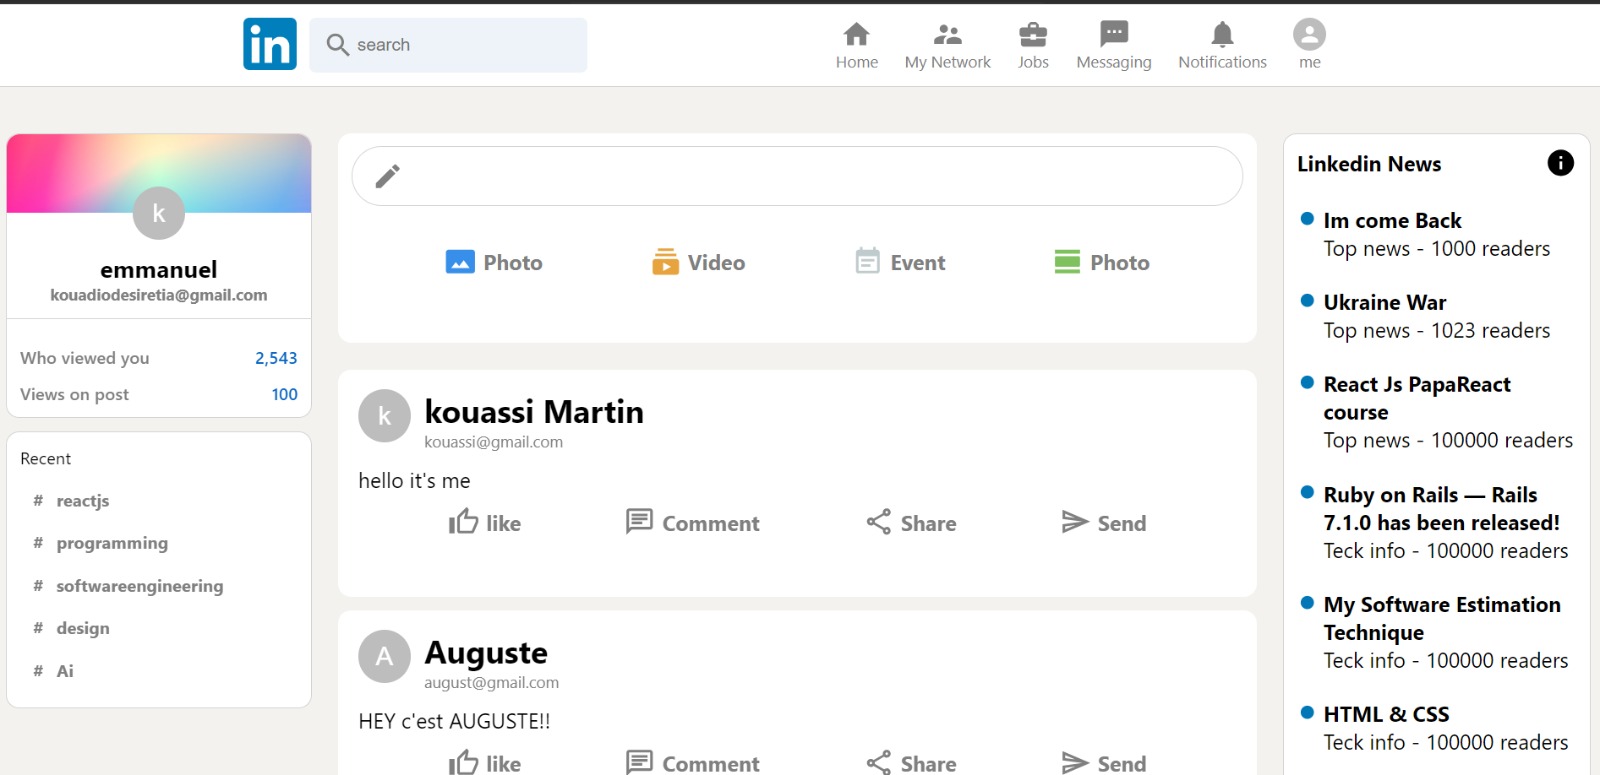 in
search
Home
My Network
Jobs
Messaging
Notifications
me
k
emmanuel
kouadiodesiretia@gmail.com
Who viewed you 2,543
Views on post 100
Recent
# reactjs
# programming
# softwareengineering
# design
# Ai
Photo
Video
Event
Photo
k
kouassi Martin
kouassi@gmail.com
hello it's me
like
Comment
Share
Send
A
Auguste
august@gmail.com
HEY c'est AUGUSTE!!
like
Comment
Share
Send
Linkedin News
Im come Back
Top news - 1000 readers
Ukraine War
Top news - 1023 readers
React Js PapaReact
course
Top news - 100000 readers
Ruby on Rails — Rails
7.1.0 has been released!
Teck info - 100000 readers
My Software Estimation
Technique
Teck info - 100000 readers
HTML & CSS
Teck info - 100000 readers